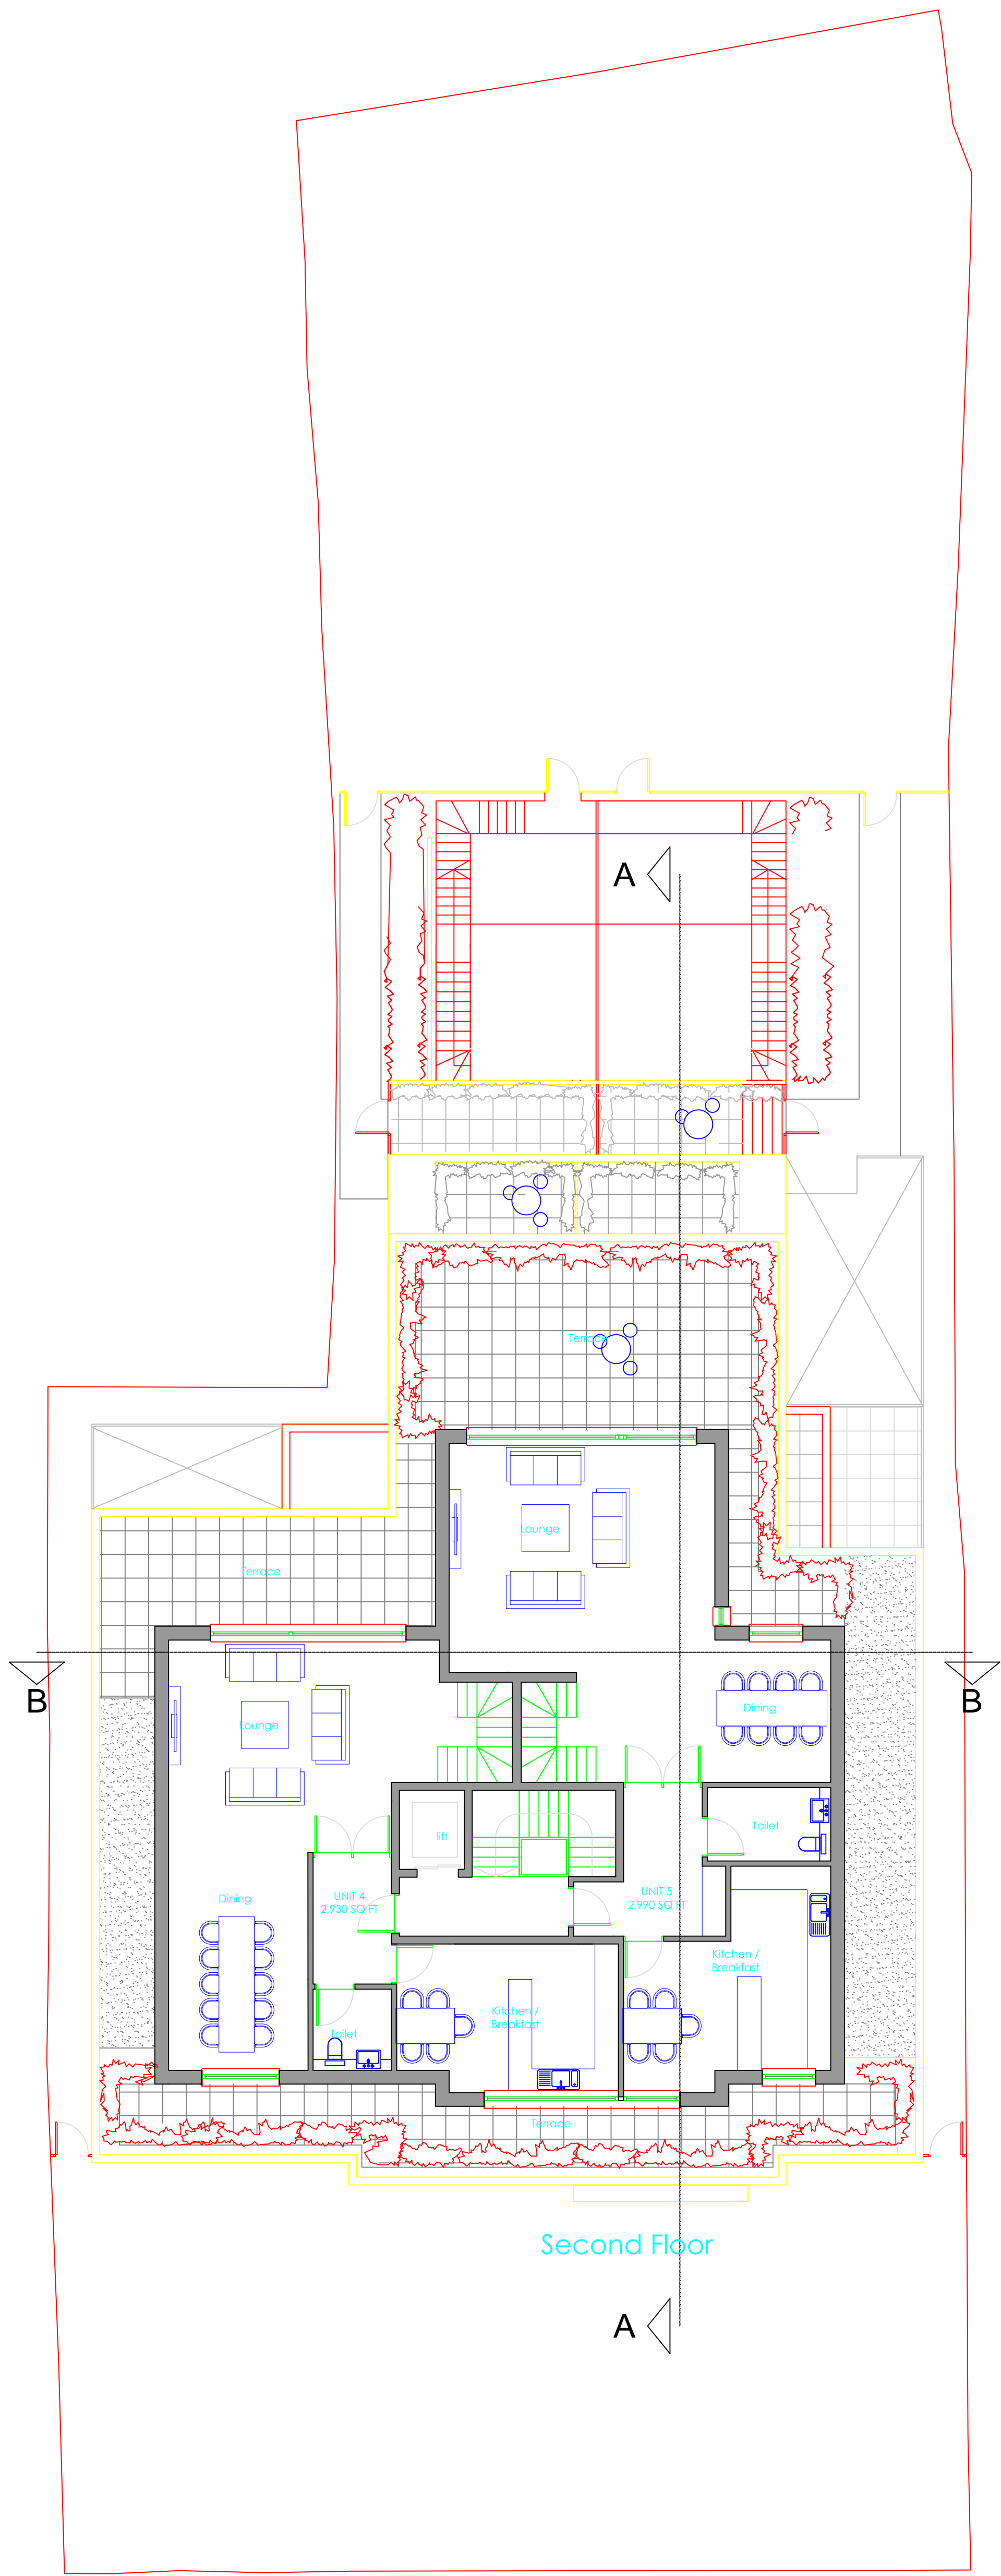 A
Terrace
Lounge
Terrace
B
B
Lounge
Dining
lift
Toilet
Dining
UNIT 4
2.930 SQ FT
UNIT 5
2.990 SQ FT
Kitchen /
Breakfast
Kitchen /
Breakfast
Toilet
Terrace
Second Floor
A